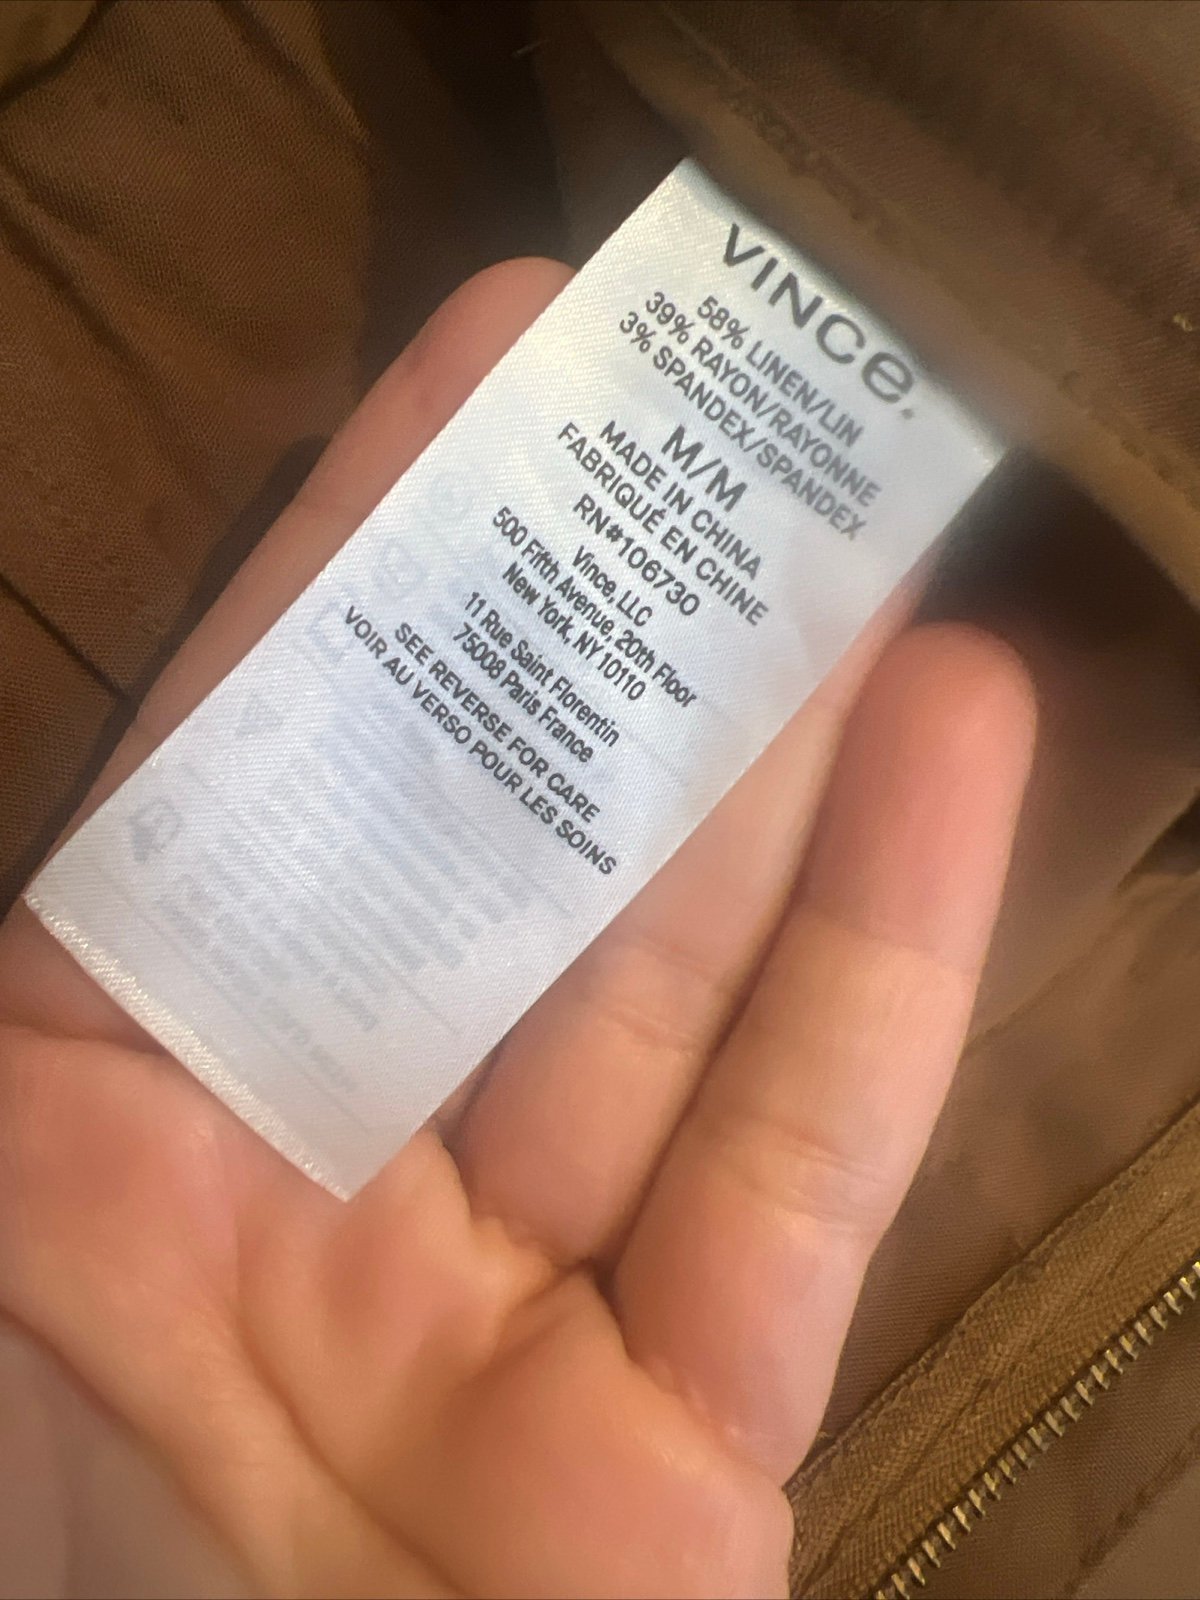 VINCe.
58% LINEN/LIN
39% RAYON/RAYONNE
3% SPANDEX/SPANDEX
M/M
MADE IN CHINA
FABRIQUÉ EN CHINE
RN#106730
Vince, LLC
500 Fifth Avenue, 20th Floor
New York, NY 10110
11 Rue Saint Florentin
75008 Paris France
SEE REVERSE FOR CARE
VOIR AU VERSO POUR LES SOINS